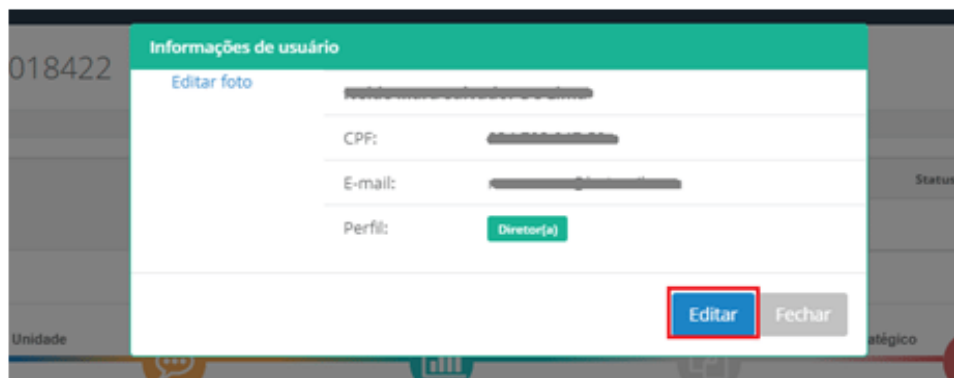 Informações de usuário
018422
Editar foto
CPF:
E-mail:
Status
Perfil:
Diretor(a)
Editar
Fechar
Unidade
atégico